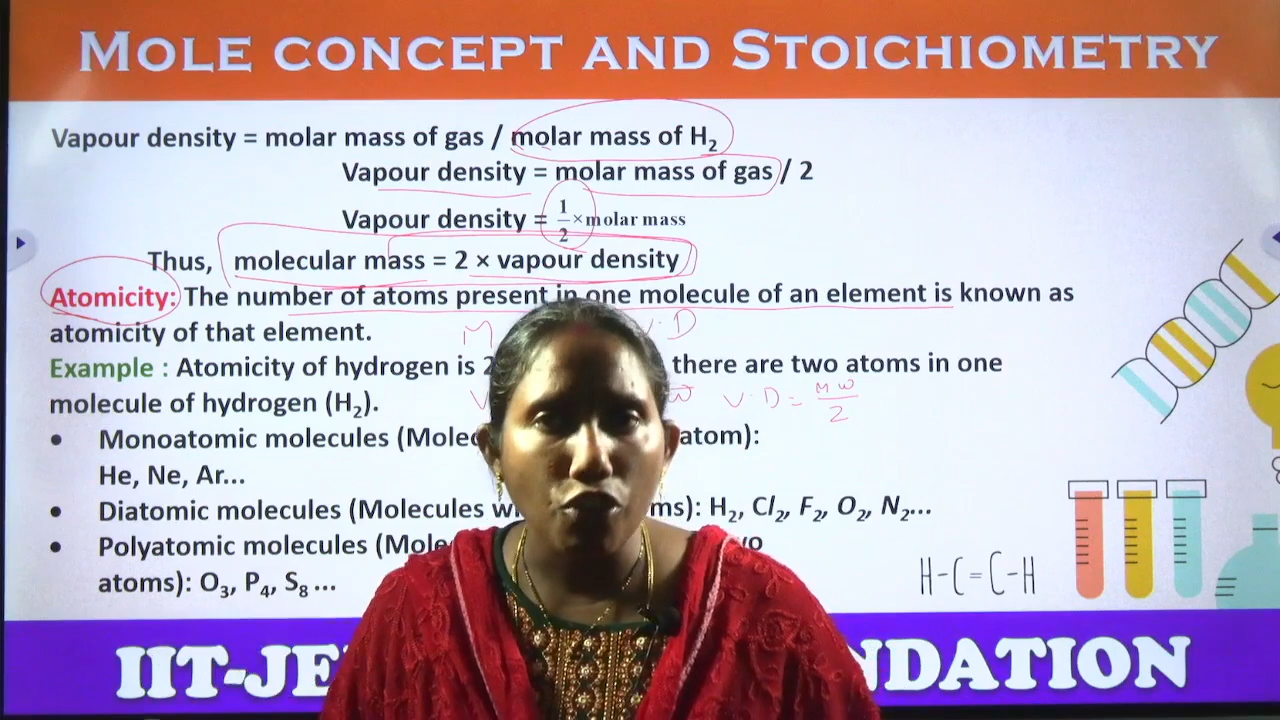 MOLE CONCEPT AND STOICHIOMETRY
Vapour density = molar mass of gas / molar mass of H₂
Vapour density = molar mass of gas / 2
Vapour density = 1/2 × molar mass
Thus, molecular mass = 2 × vapour density
Atomicity: The number of atoms present in one molecule of an element is known as
atomicity of that element.
M V.D
Example : Atomicity of hydrogen is 2 there are two atoms in one
molecule of hydrogen (H₂).
V.D = MW/2
Monoatomic molecules ( atom):
He, Ne, Ar...
• Diatomic molecules (Molecules ms): H₂, Cl₂, F₂, O₂, N₂...
• Polyatomic molecules (
atoms): O₃, P₄, S₈ ...
H-C=C-H
IIT-JE NDATION